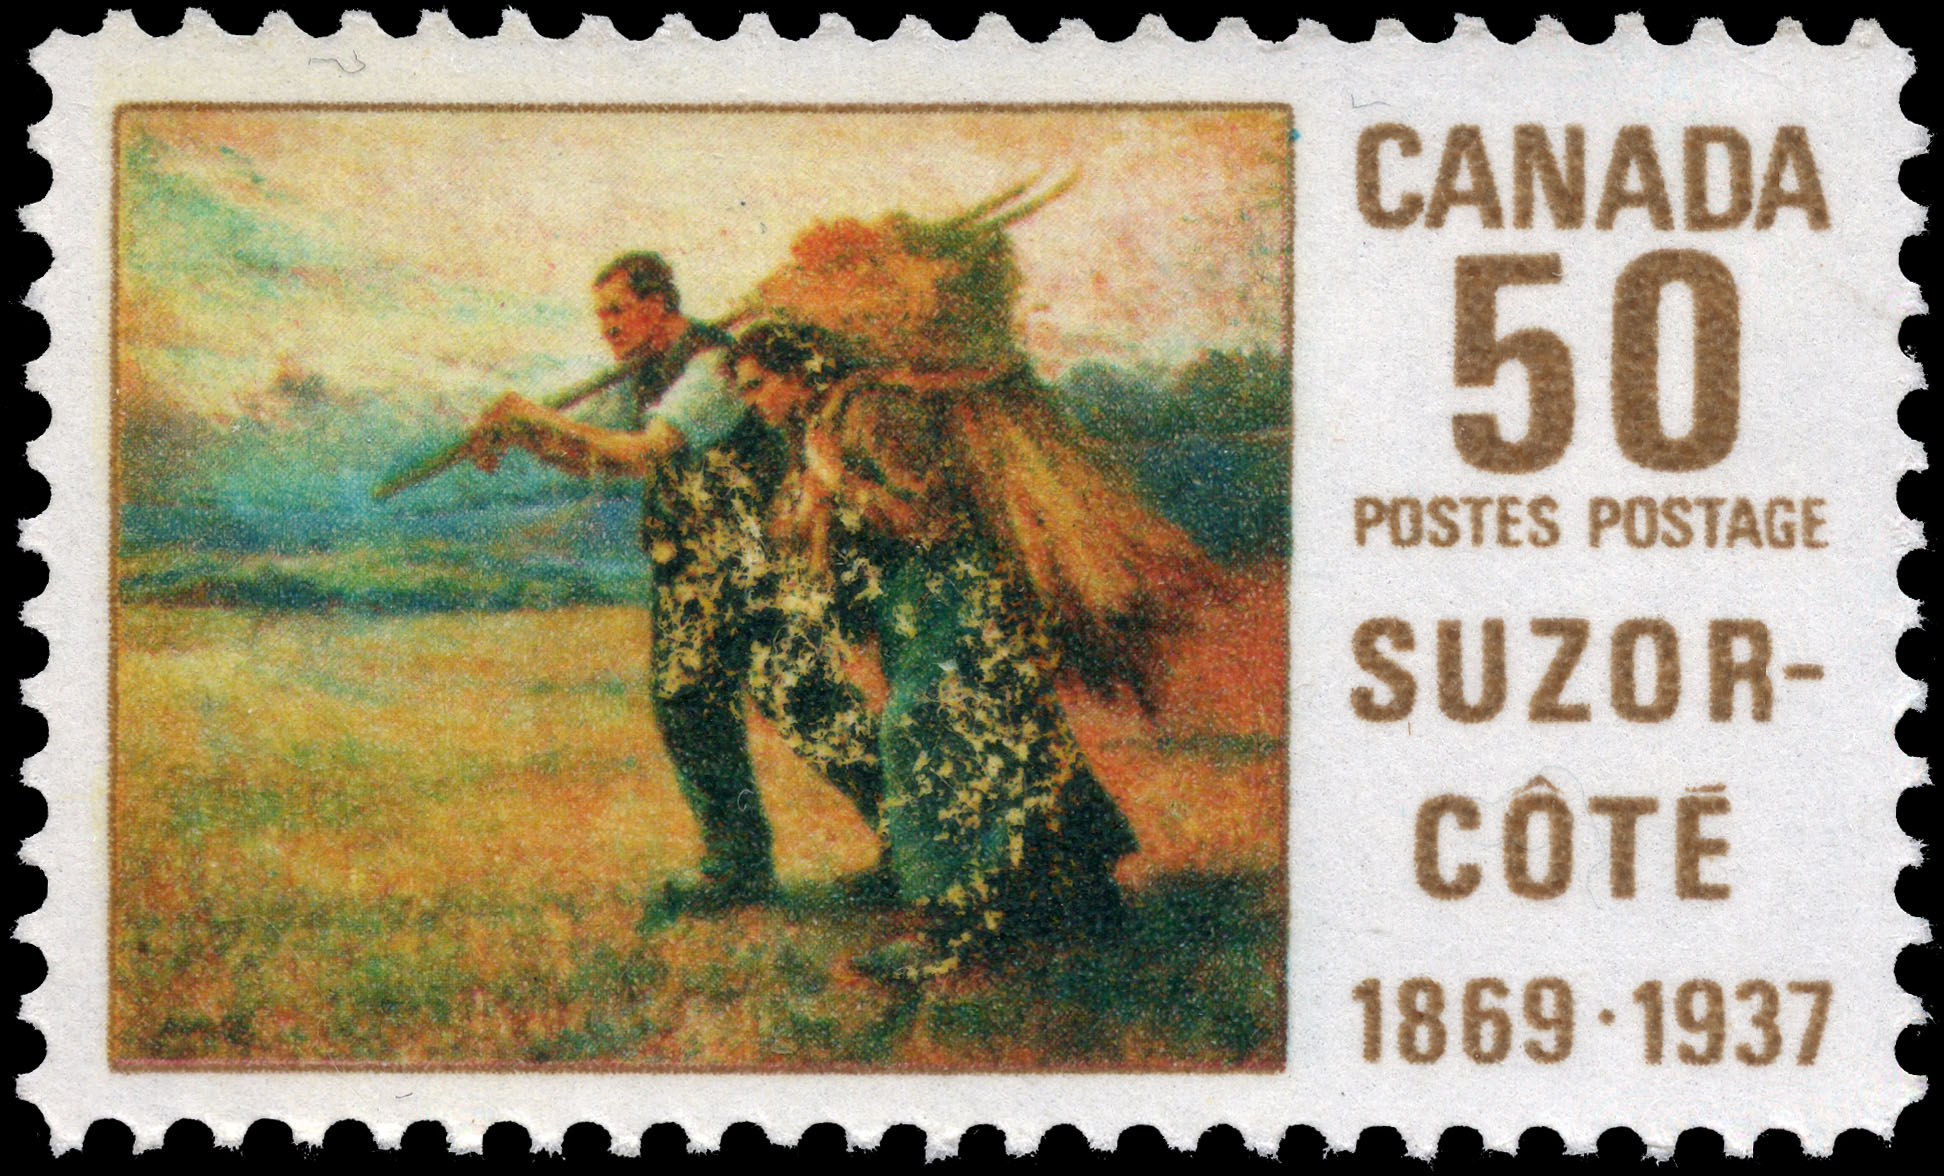 CANADA
50
POSTES POSTAGE
SUZOR-
CÔTÉ
1869·1937